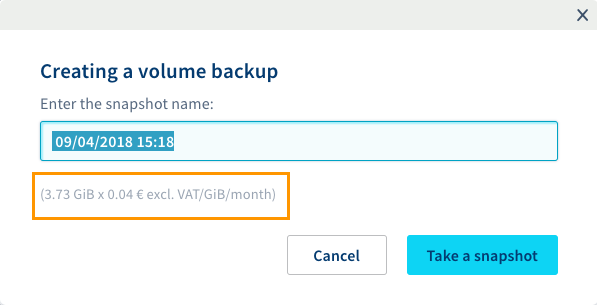 Creating a volume backup
Enter the snapshot name:
09/04/2018 15:18
(3.73 GiB x 0.04 € excl. VAT/GiB/month)
Cancel
Take a snapshot